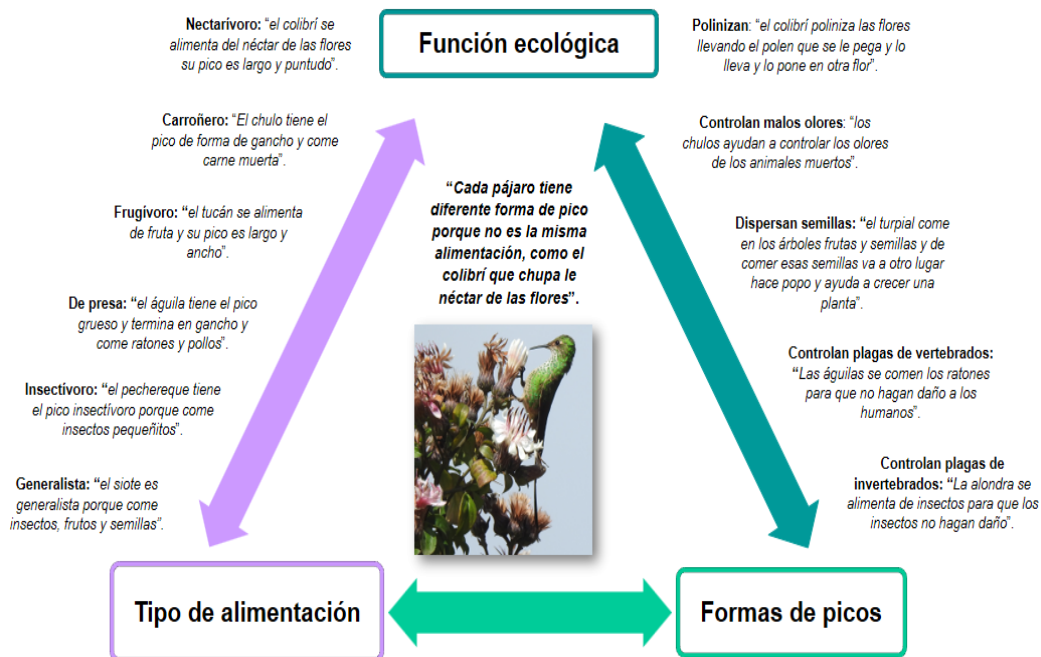 Función ecológica
Nectarívoro: “el colibrí se
alimenta del néctar de las flores
su pico es largo y puntudo”.
Carroñero: “El chulo tiene el
pico de forma de gancho y come
carne muerta”.
Frugívoro: “el tucán se alimenta
de fruta y su pico es largo y
ancho”.
De presa: “el águila tiene el pico
grueso y termina en gancho y
come ratones y pollos”.
Insectívoro: “el pechereque tiene
el pico insectívoro porque come
insectos pequeñitos”.
Generalista: “el siote es
generalista porque come
insectos, frutos y semillas”.
“Cada pájaro tiene
diferente forma de pico
porque no es la misma
alimentación, como el
colibrí que chupa le
néctar de las flores”.
Polinizan: “el colibrí poliniza las flores
llevando el polen que se le pega y lo
lleva y lo pone en otra flor”.
Controlan malos olores: “los
chulos ayudan a controlar los olores
de los animales muertos”.
Dispersan semillas: “el turpial come
en los árboles frutas y semillas y de
comer esas semillas va a otro lugar
hace popo y ayuda a crecer una
planta”.
Controlan plagas de vertebrados:
“Las águilas se comen los ratones
para que no hagan daño a los
humanos”.
Controlan plagas de
invertebrados: “La alondra se
alimenta de insectos para que los
insectos no hagan daño”.
Tipo de alimentación
Formas de picos